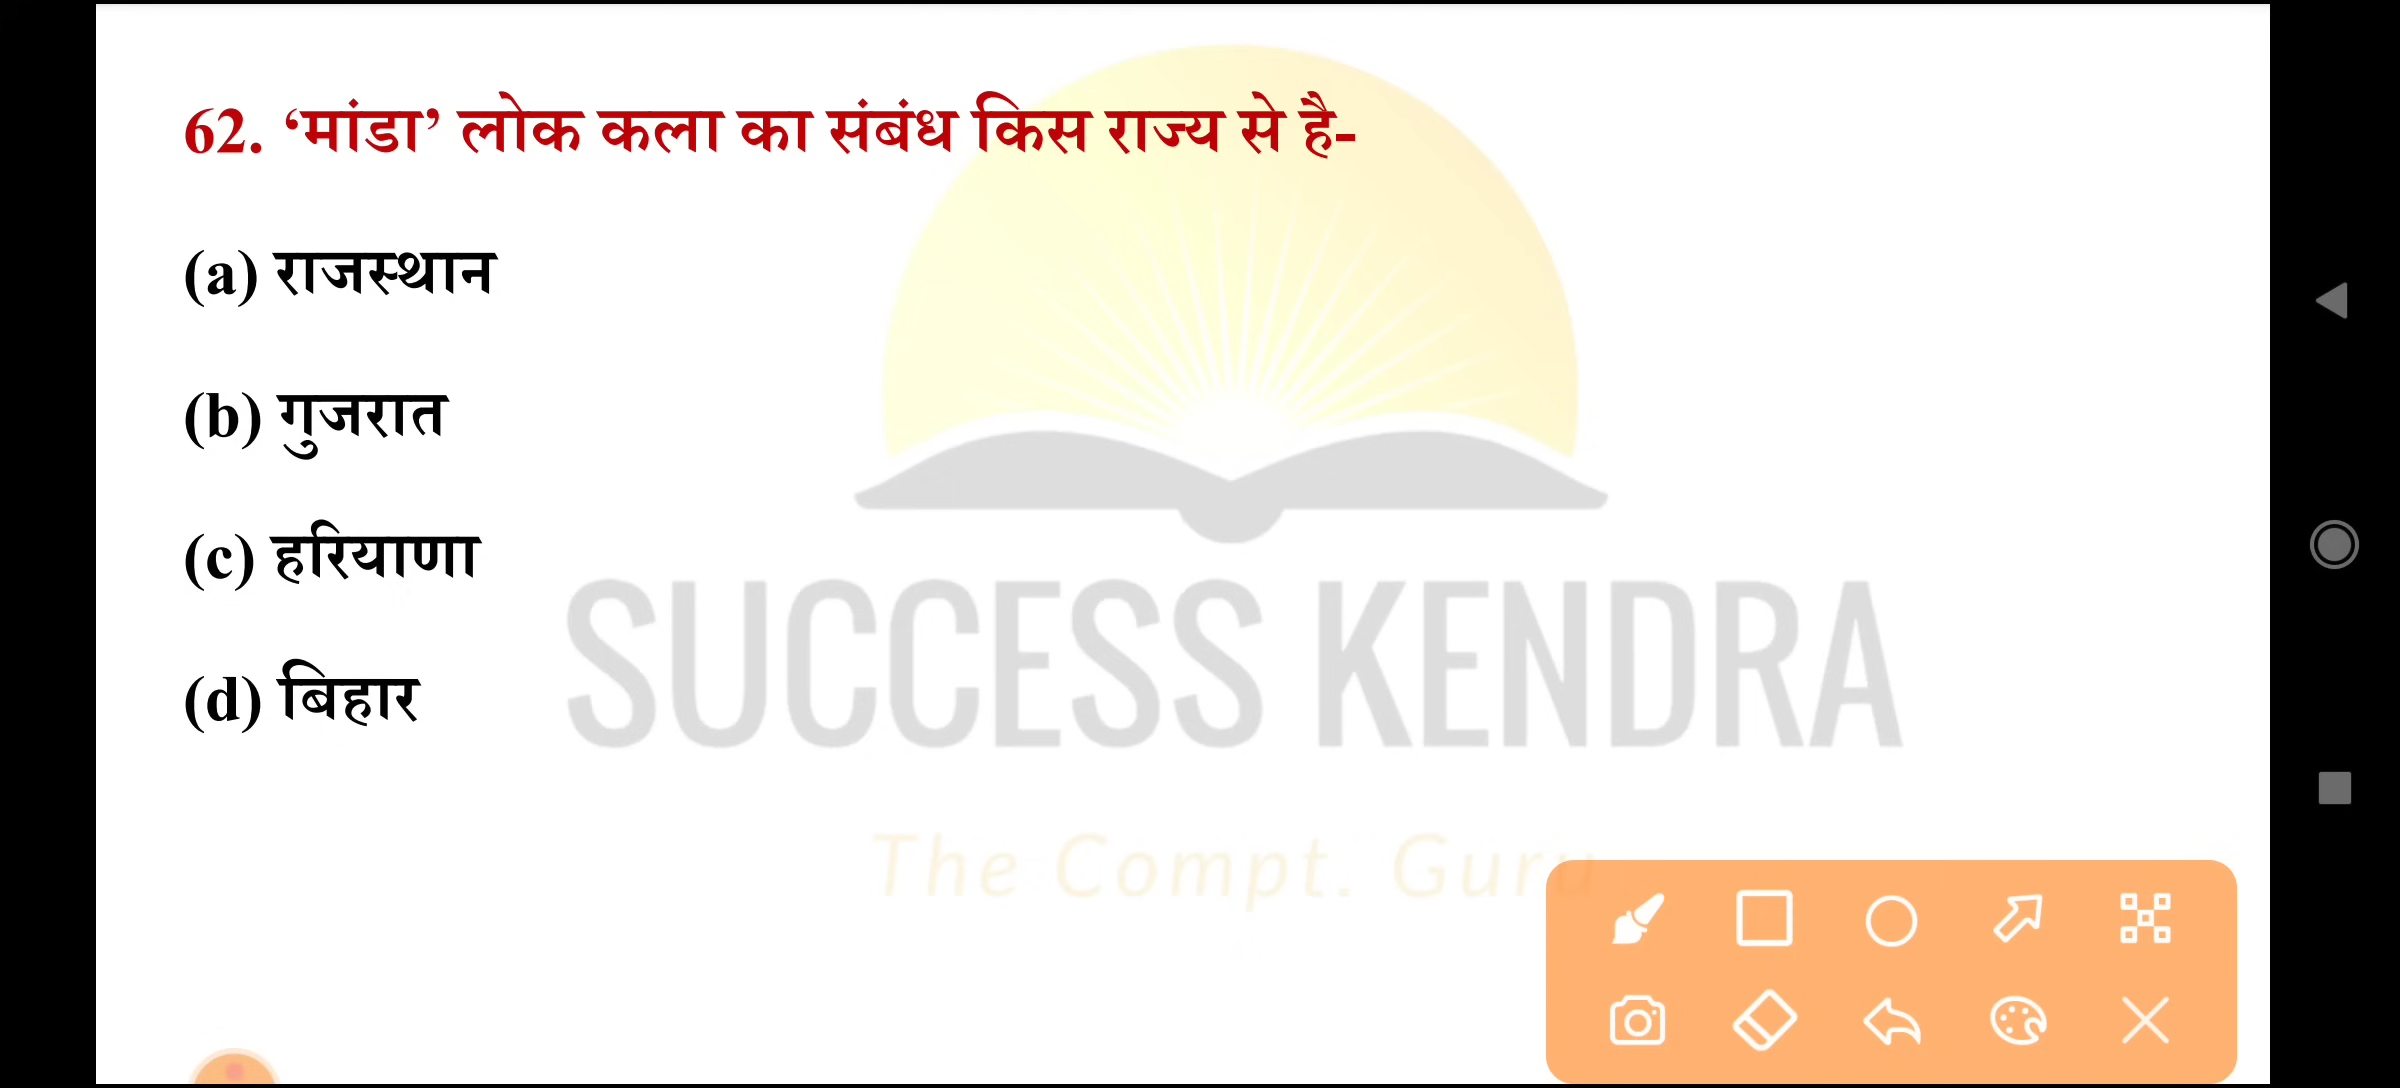 62. ‘मांडा’ लोक कला का संबंध किस राज्य से है-
(a) राजस्थान
(b) गुजरात
(c) हरियाणा
(d) बिहार
SUCCESS KENDRA
The Compt. Guru